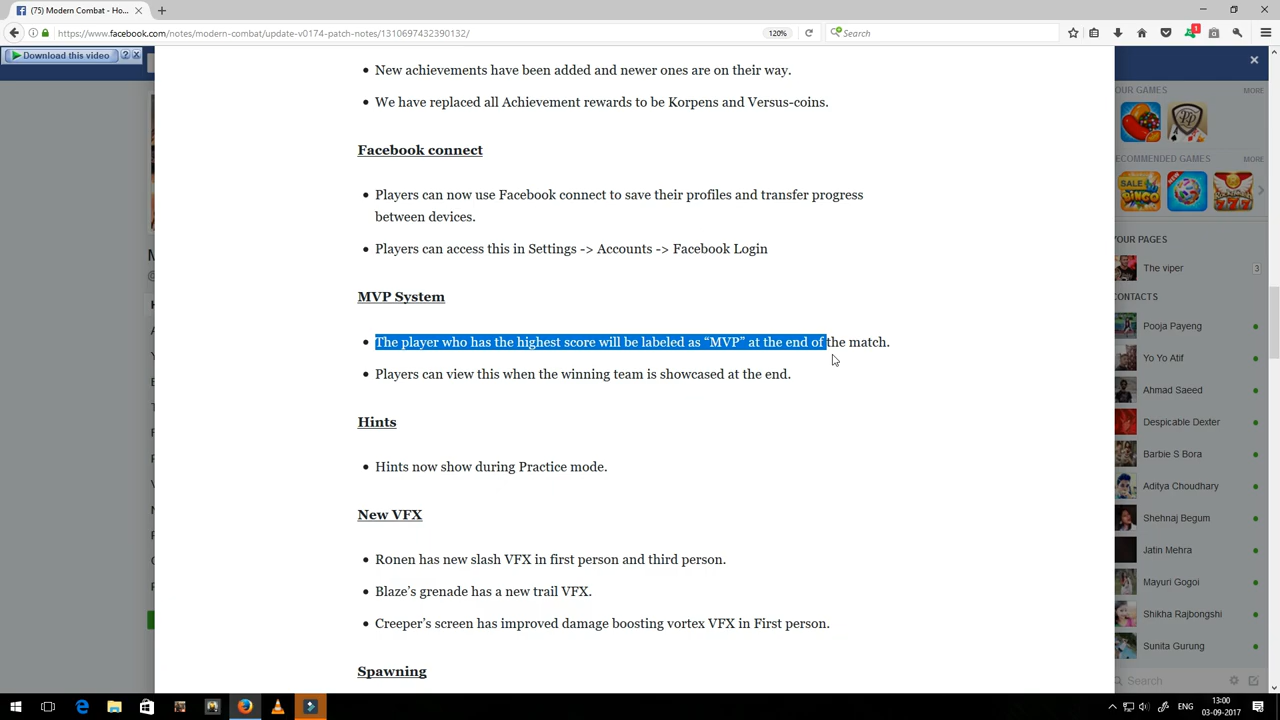 (75) Modern Combat - Ho...
https://www.facebook.com/notes/modern-combat/update-v0174-patch-notes/1310697432390132/
120%
Search
Download this video
New achievements have been added and newer ones are on their way.
We have replaced all Achievement rewards to be Korpens and Versus-coins.
Facebook connect
Players can now use Facebook connect to save their profiles and transfer progress
between devices.
Players can access this in Settings -> Accounts -> Facebook Login
MVP System
The player who has the highest score will be labeled as “MVP” at the end of the match.
Players can view this when the winning team is showcased at the end.
Hints
Hints now show during Practice mode.
New VFX
R0nen has new slash VFX in first person and third person.
Blaze’s grenade has a new trail VFX.
Creeper’s screen has improved damage boosting vortex VFX in First person.
Spawning
OUR GAMES
MORE
ECOMMENDED GAMES
MORE
SALE
BINGO
NEW
777
YOUR PAGES
The viper
3
ONTACTS
Pooja Payeng
Yo Yo Atif
Ahmad Saeed
Despicable Dexter
Barbie S Bora
Aditya Choudhary
Shehnaj Begum
Jatin Mehra
Mayuri Gogoi
Shikha Rajbongshi
Sunita Gurung
Search
ENG
13:00
03-09-2017